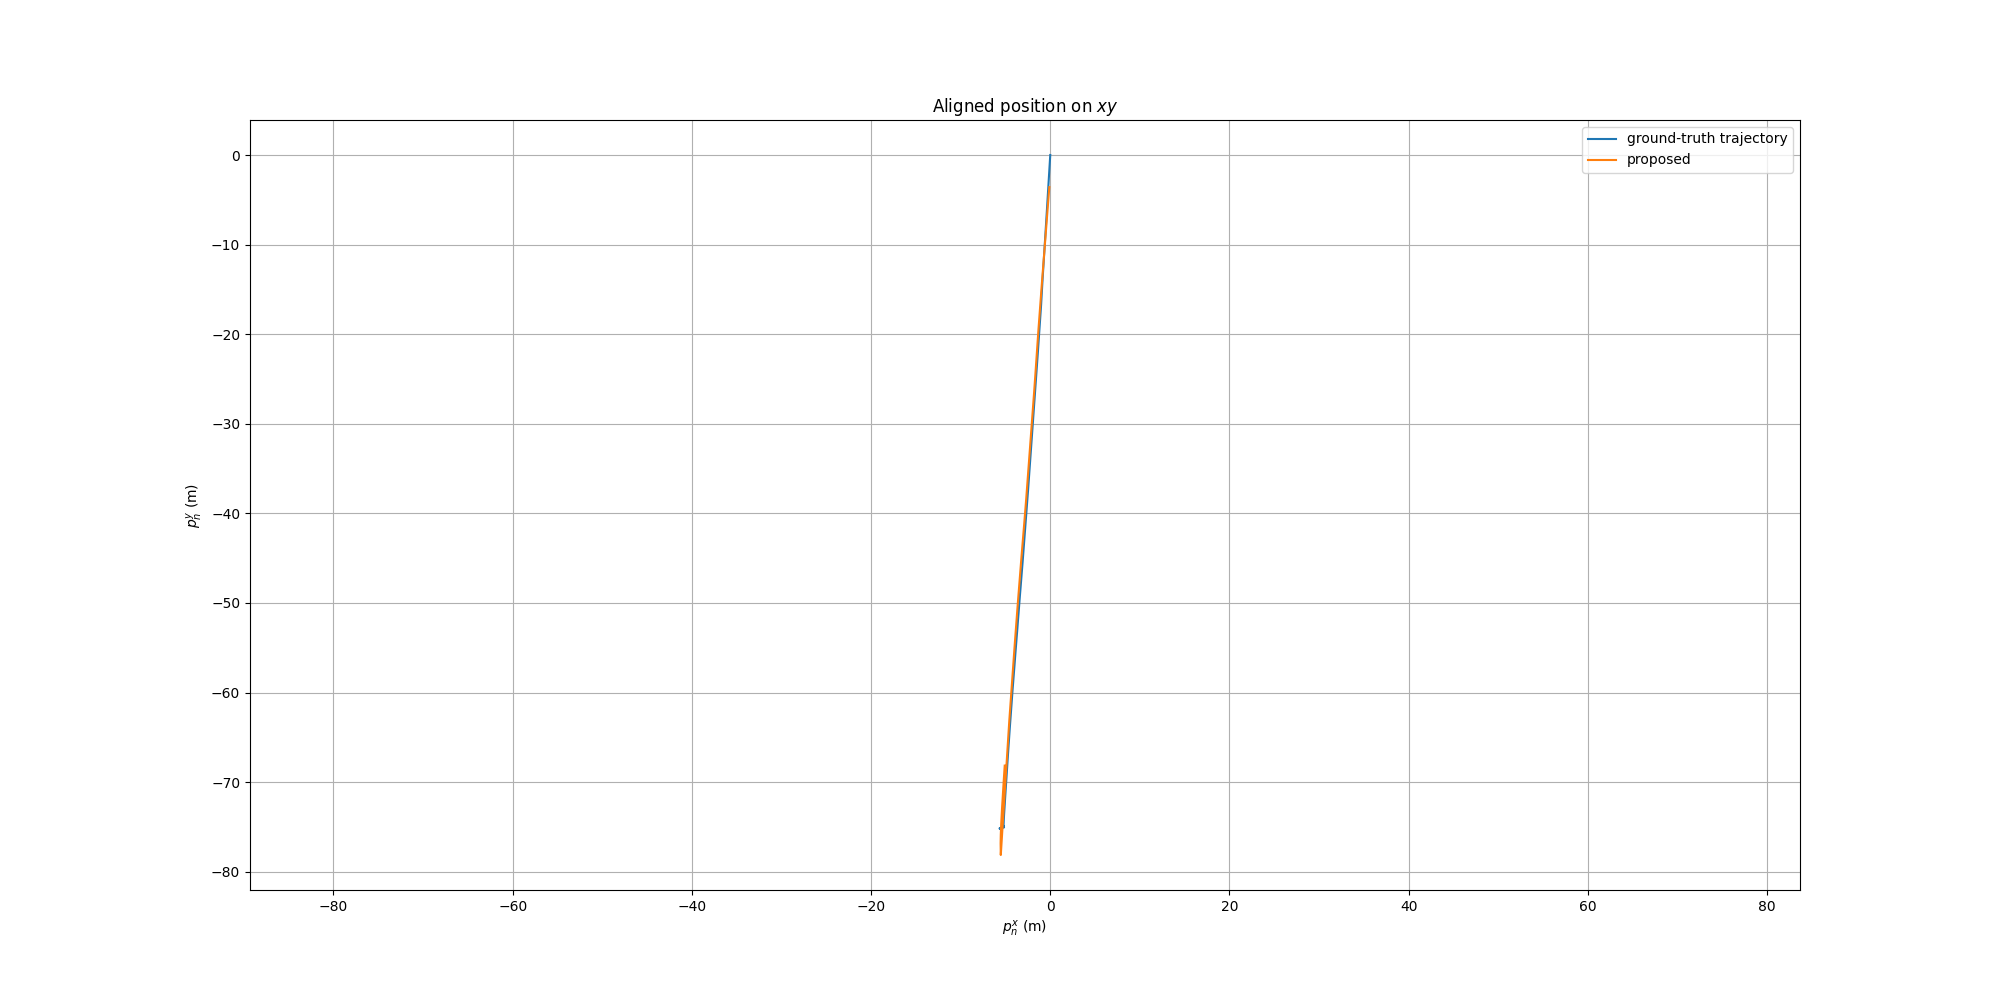 Aligned position on xy
ground-truth trajectory
proposed
0
−10
−20
−30
−40
−50
−60
−70
−80
p_n^y (m)
−80 −60 −40 −20 0 20 40 60 80
p_n^x (m)